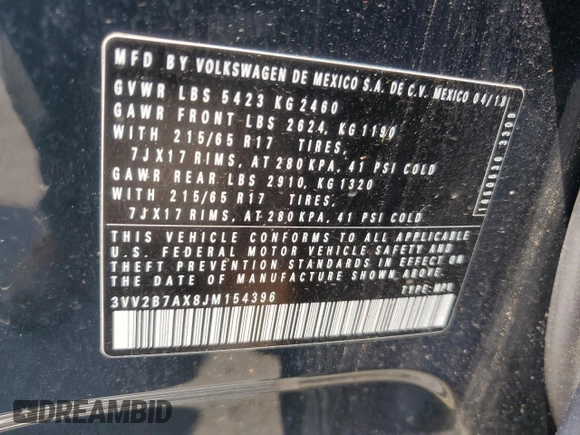 MFD BY VOLKSWAGEN DE MEXICO S.A. DE C.V. MEXICO 04/18
GVWR LBS 5423 KG 2460
GAWR FRONT LBS 2624, KG 1190
WITH 215/65 R17 TIRES,
7JX17 RIMS, AT 280 KPA, 41 PSI COLD
GAWR REAR LBS 2910, KG 1320
WITH 215/65 R17 TIRES,
7JX17 RIMS, AT 280 KPA, 41 PSI COLD
THIS VEHICLE CONFORMS TO ALL APPLICABLE
U.S. FEDERAL MOTOR VEHICLE SAFETY AND
THEFT PREVENTION STANDARDS IN EFFECT ON
THE DATE OF MANUFACTURE SHOWN ABOVE.
TYPE: MPV
3VV2B7AX8JM154396
DREAMBID